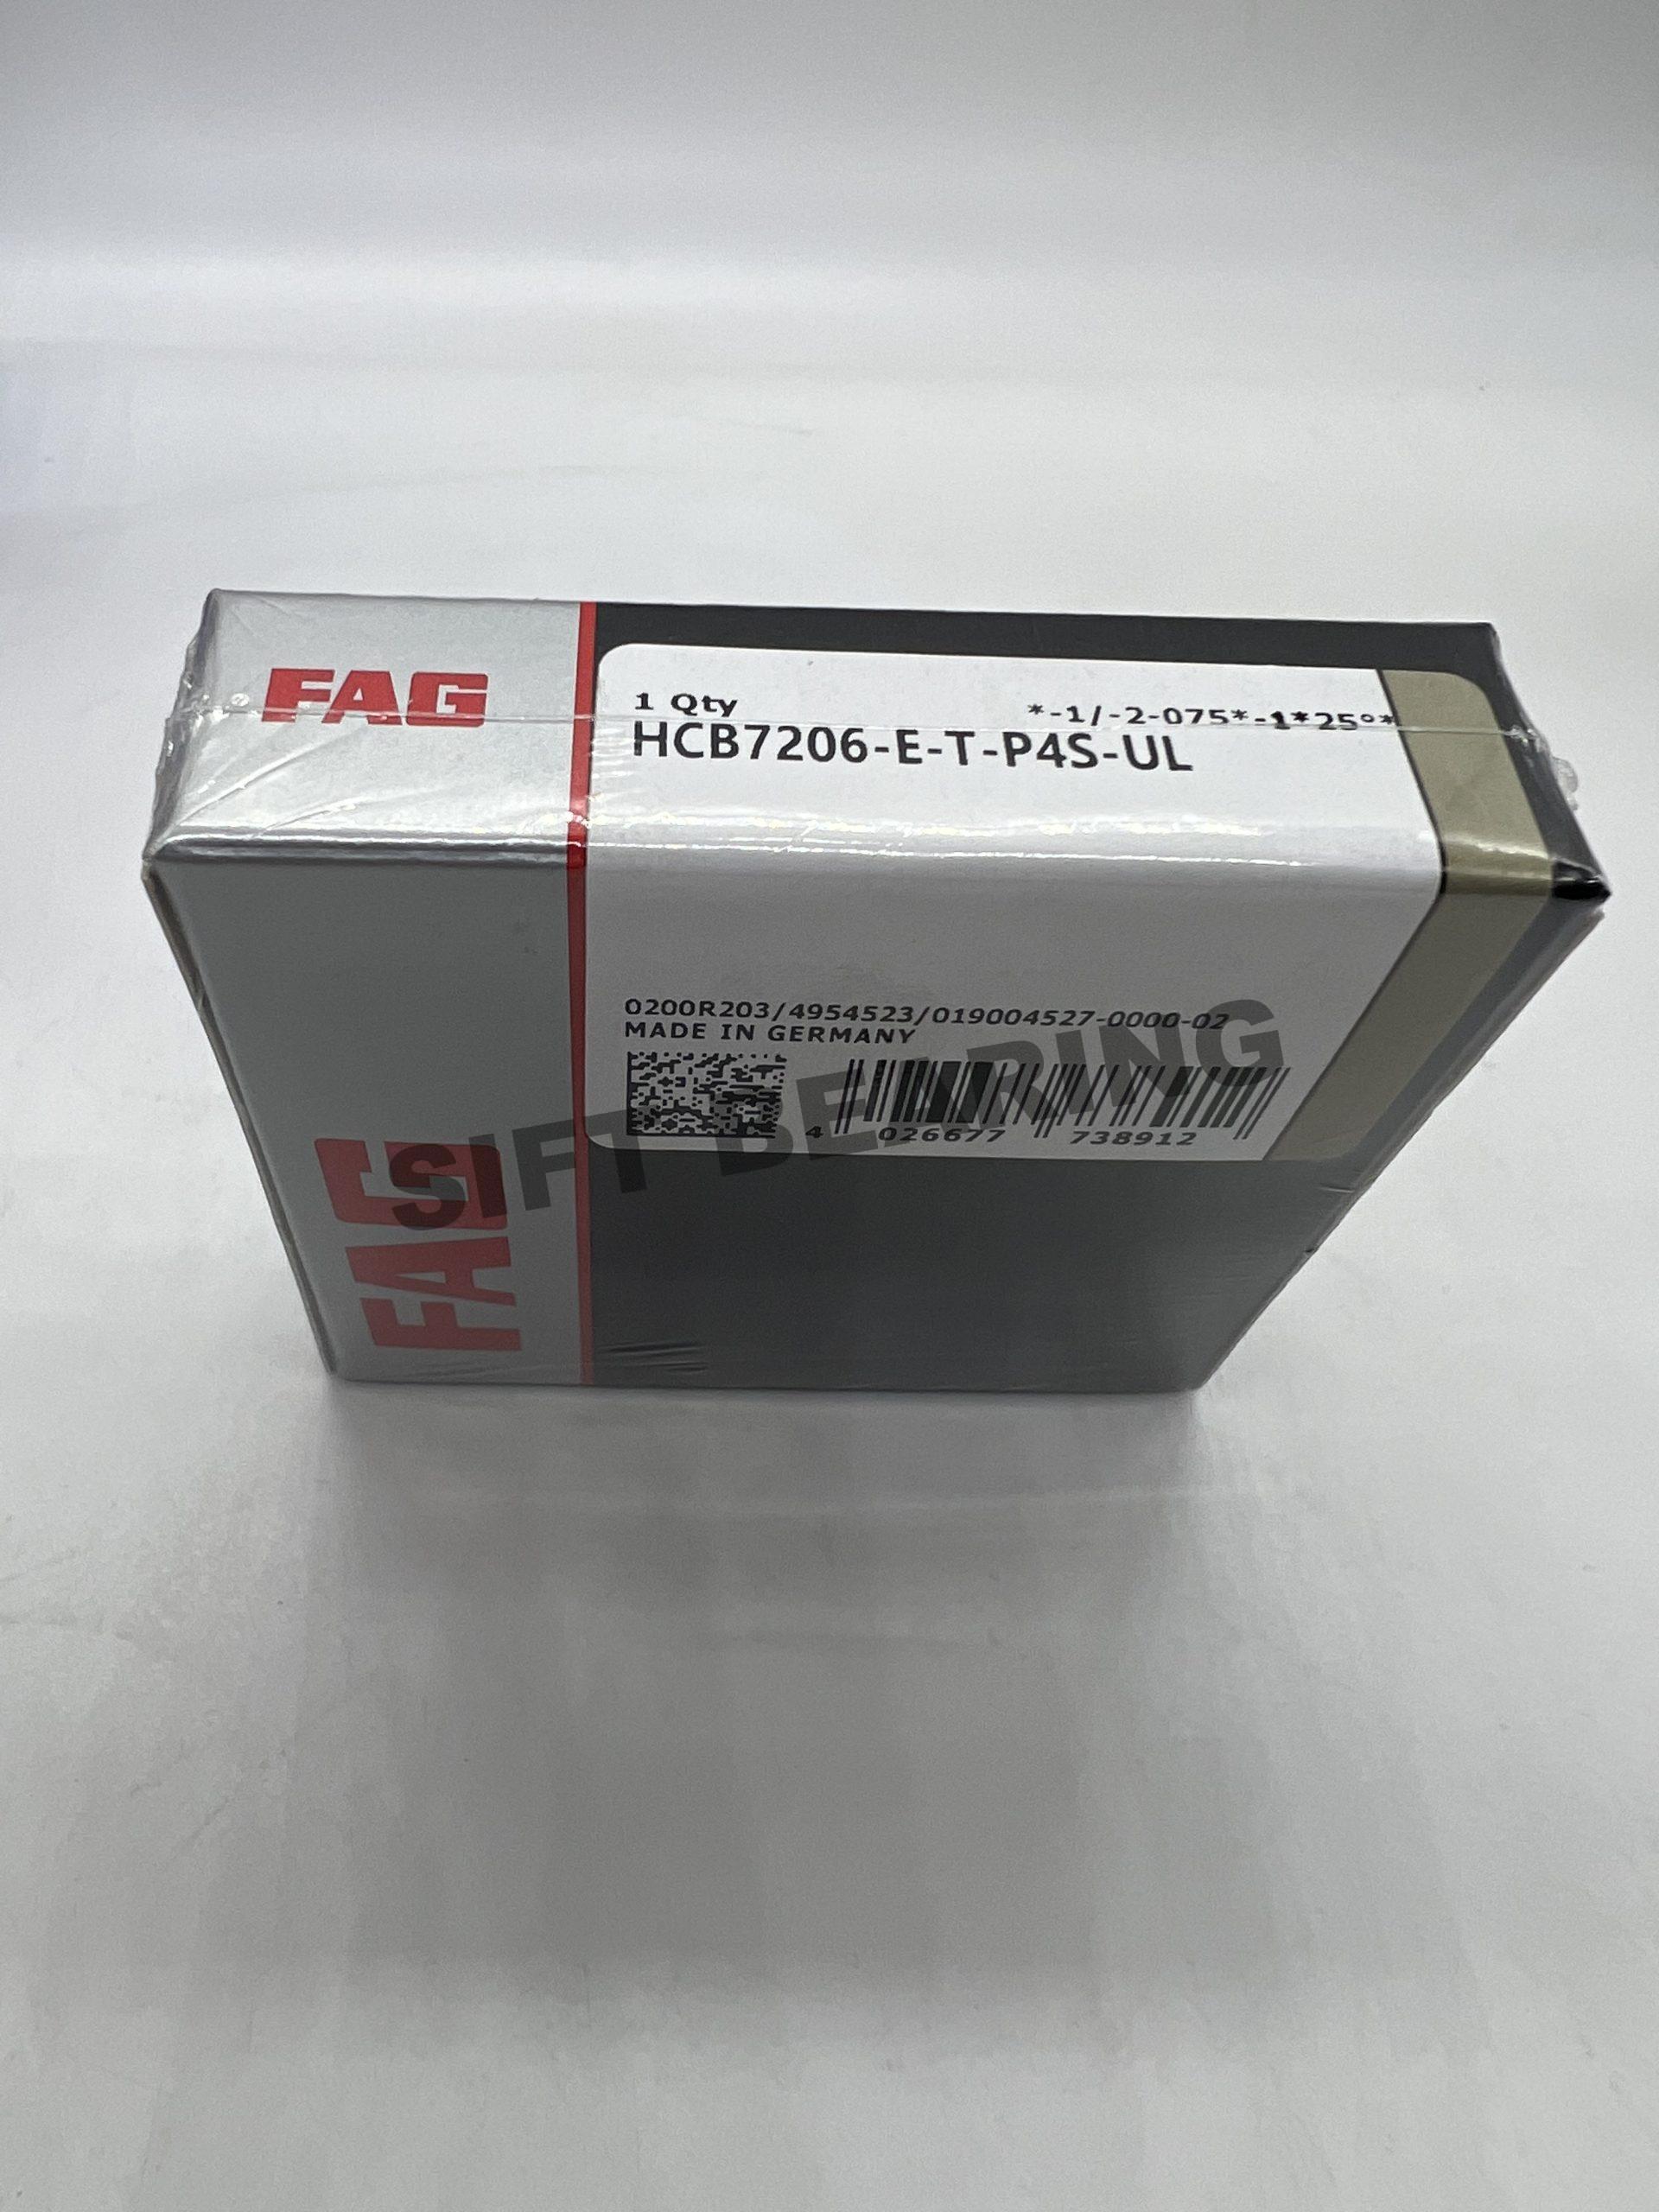 FAG
1 Qty
*-1/-2-075*-1*25°*
HCB7206-E-T-P4S-UL
0200R203/4954523/019004527-0000-02
MADE IN GERMANY
4 026677 738912
FAG
SIFT BEARING